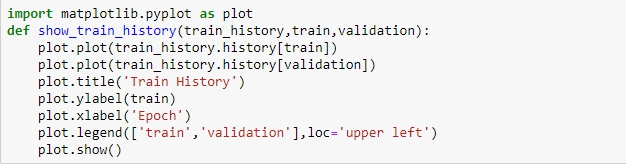 import matplotlib.pyplot as plot
def show_train_history(train_history,train,validation):
    plot.plot(train_history.history[train])
    plot.plot(train_history.history[validation])
    plot.title('Train History')
    plot.ylabel(train)
    plot.xlabel('Epoch')
    plot.legend(['train','validation'],loc='upper left')
    plot.show()